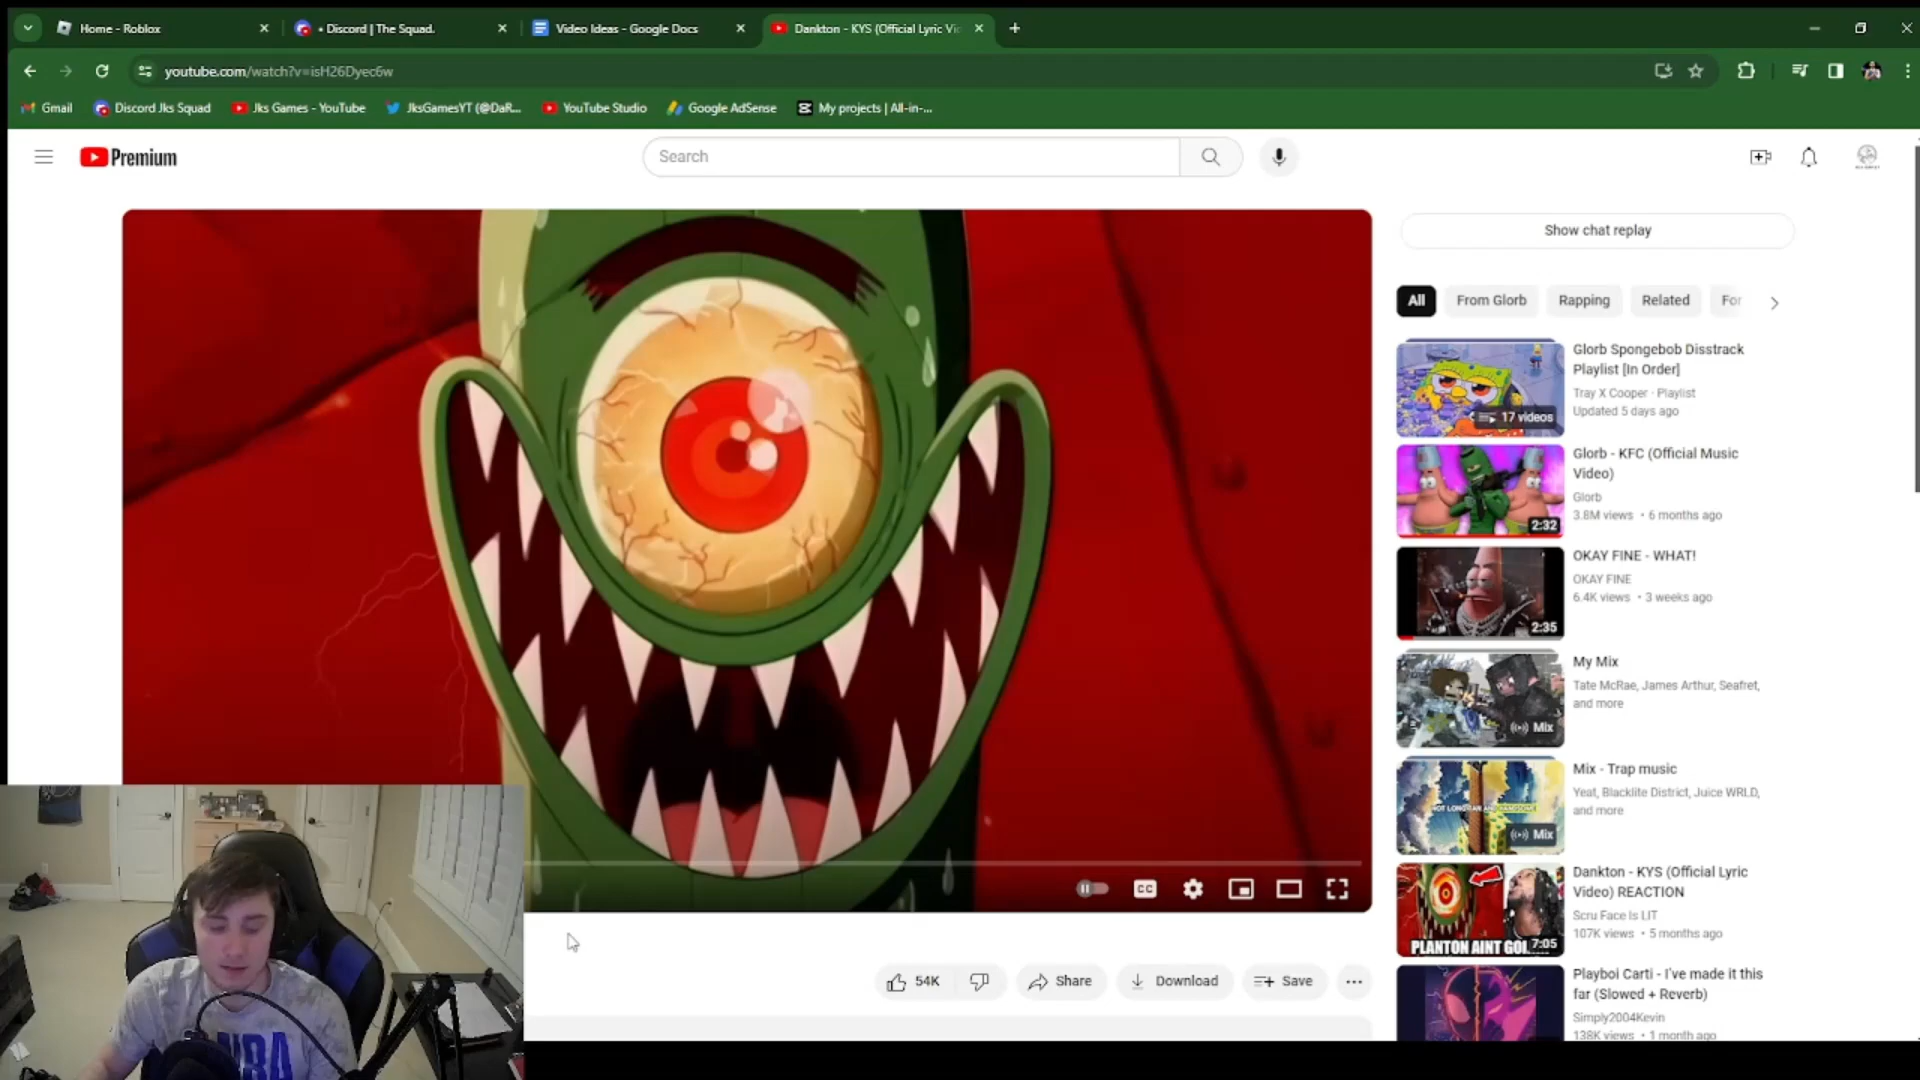 Home - Roblox
• Discord | The Squad.
Video Ideas - Google Docs
Dankton - KYS (Official Lyric Vi
youtube.com/watch?v=isH26Dyec6w
Gmail
Discord Jks Squad
Jks Games - YouTube
JksGamesYT (@DaR...
YouTube Studio
Google AdSense
My projects | All-in-...
Premium
Search
Show chat replay
All
From Glorb
Rapping
Related
For
Glorb Spongebob Disstrack
Playlist [In Order]
Tray X Cooper · Playlist
Updated 5 days ago
17 videos
Glorb - KFC (Official Music
Video)
Glorb
3.8M views • 6 months ago
2:32
OKAY FINE - WHAT!
OKAY FINE
6.4K views • 3 weeks ago
2:35
My Mix
Tate McRae, James Arthur, Seafret,
and more
Mix
Mix - Trap music
Yeat, Blacklite District, Juice WRLD,
and more
Mix
Dankton - KYS (Official Lyric
Video) REACTION
Scru Face Is LIT
107K views • 5 months ago
PLANTON AINT GOI
7:05
Playboi Carti - I've made it this
far (Slowed + Reverb)
Simply2004Kevin
138K views • 1 month ago
CC
54K
Share
Download
Save
NBA